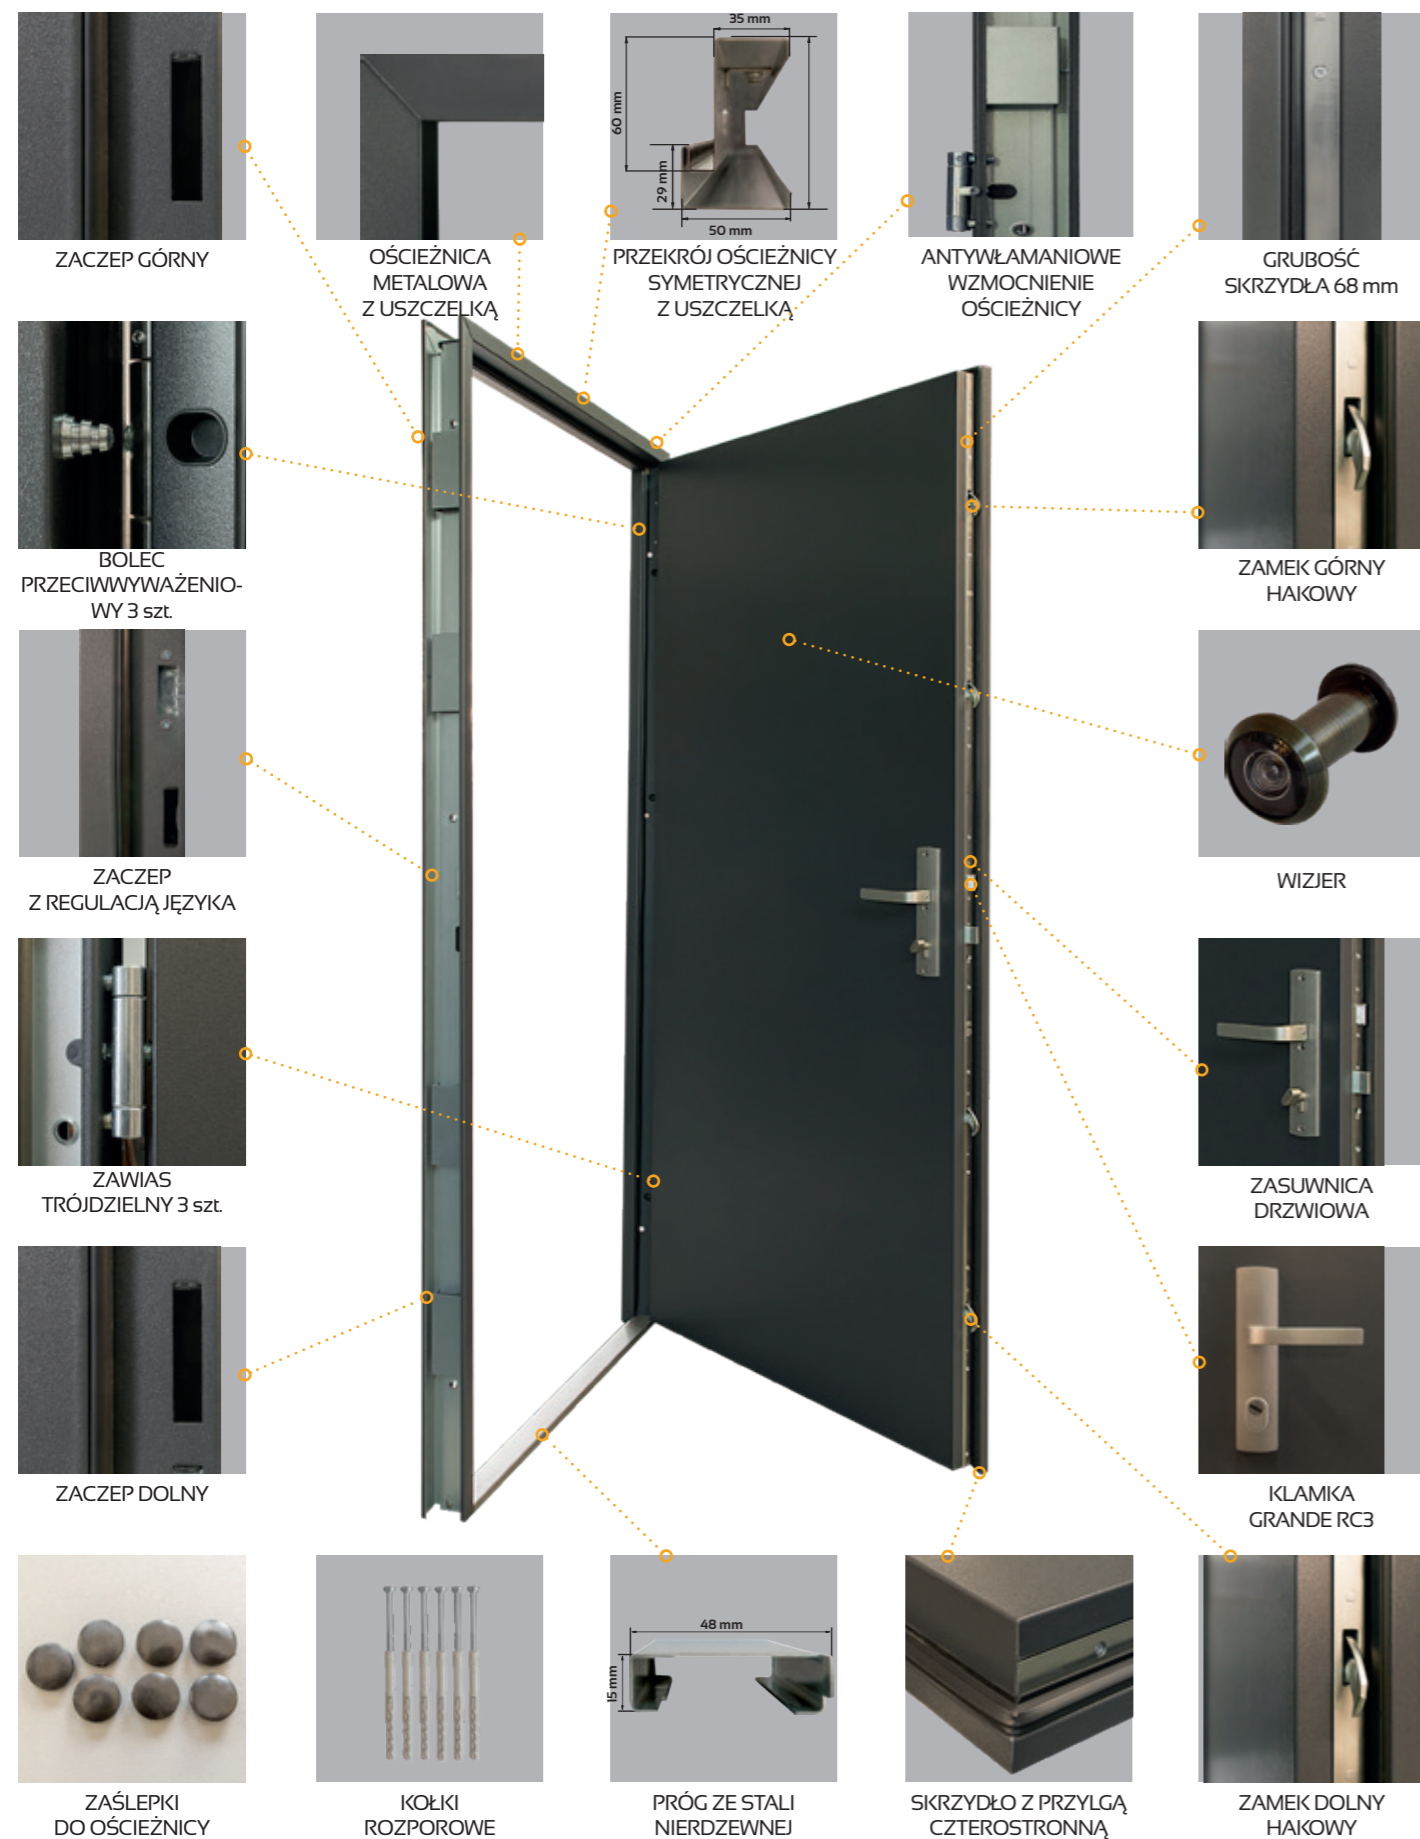 35 mm
60 mm
29 mm
50 mm
ZACZEP GÓRNY
OŚCIEŻNICA
METALOWA
Z USZCZELKĄ
PRZEKRÓJ OŚCIEŻNICY
SYMETRYCZNEJ
Z USZCZELKĄ
ANTYWŁAMANIOWE
WZMOCNIENIE
OŚCIEŻNICY
GRUBOŚĆ
SKRZYDŁA 68 mm
BOLEC
PRZECIWWYWAŻENIO-
WY 3 szt.
ZAMEK GÓRNY
HAKOWY
ZACZEP
Z REGULACJĄ JĘZYKA
WIZJER
ZAWIAS
TRÓJDZIELNY 3 szt.
ZASUWNICA
DRZWIOWA
ZACZEP DOLNY
KLAMKA
GRANDE RC3
48 mm
15 mm
ZAŚLEPKI
DO OŚCIEŻNICY
KOŁKI
ROZPOROWE
PRÓG ZE STALI
NIERDZEWNEJ
SKRZYDŁO Z PRZYLGĄ
CZTEROSTRONNĄ
ZAMEK DOLNY
HAKOWY